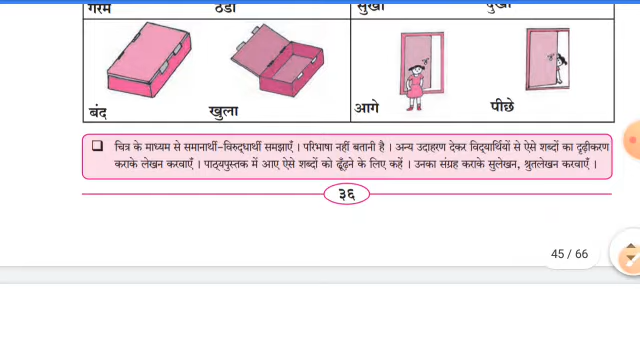 गरम ठंडा सुखी दुखी
बंद खुला आगे पीछे
चित्र के माध्यम से समानार्थी-विरुद्धार्थी समझाएँ । परिभाषा नहीं बतानी है । अन्य उदाहरण देकर विद्यार्थियों से ऐसे शब्दों का दृढ़ीकरण
कराके लेखन करवाएँ । पाठ्यपुस्तक में आए ऐसे शब्दों को ढूँढ़ने के लिए कहें । उनका संग्रह कराके सुलेखन, श्रुतलेखन करवाएँ ।
३६
45 / 66